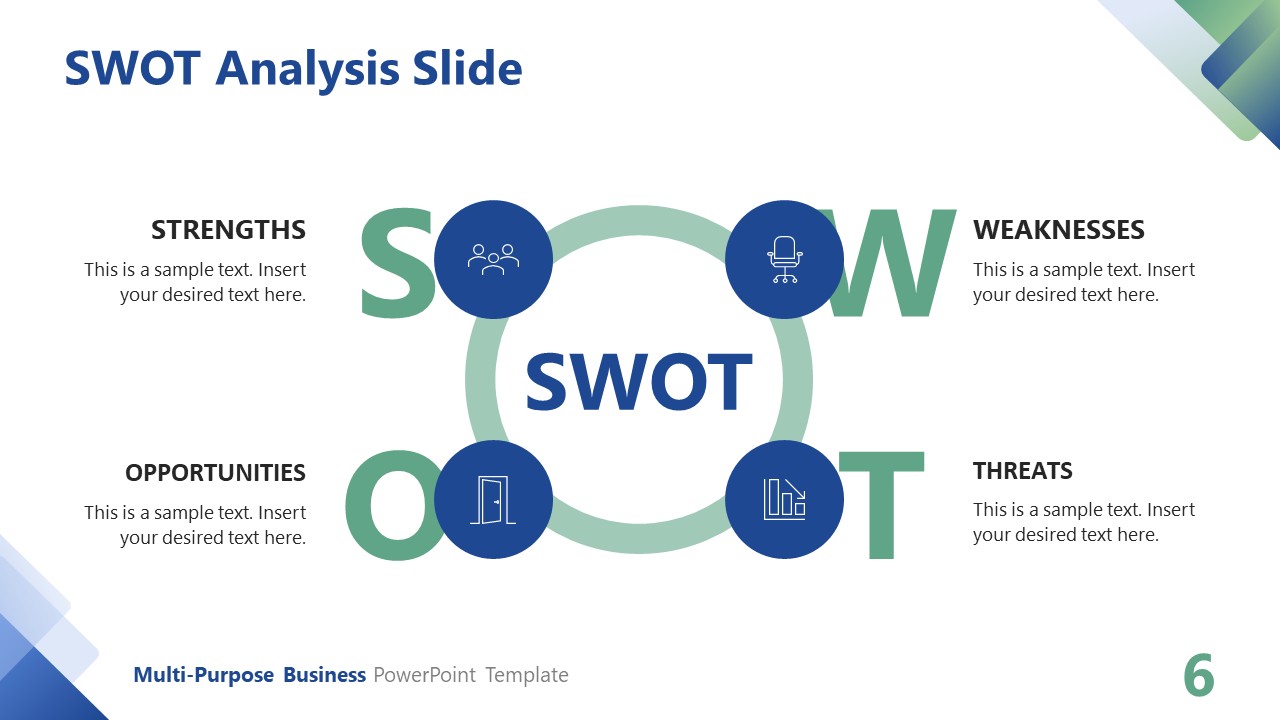 SWOT Analysis Slide
STRENGTHS
This is a sample text. Insert
your desired text here.
S
W
WEAKNESSES
This is a sample text. Insert
your desired text here.
SWOT
OPPORTUNITIES
This is a sample text. Insert
your desired text here.
O
T
THREATS
This is a sample text. Insert
your desired text here.
Multi-Purpose Business PowerPoint Template
6